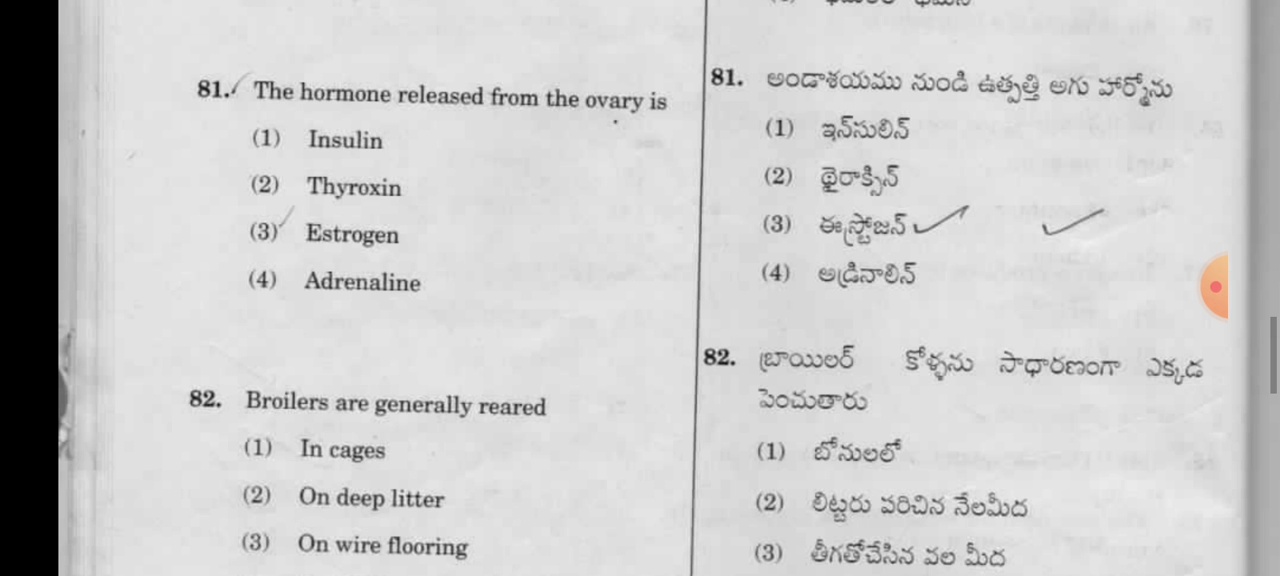 81. The hormone released from the ovary is
(1) Insulin
(2) Thyroxin
(3) Estrogen
(4) Adrenaline
82. Broilers are generally reared
(1) In cages
(2) On deep litter
(3) On wire flooring
81. అండాశయము నుండి ఉత్పత్తి అగు హార్మోను
(1) ఇన్‌సులిన్
(2) థైరాక్సిన్
(3) ఈస్ట్రోజన్
(4) అడ్రినాలిన్
82. బ్రాయిలర్ కోళ్ళను సాధారణంగా ఎక్కడ
పెంచుతారు
(1) బోనులలో
(2) లిట్టరు పరిచిన నేలమీద
(3) తీగతోచేసిన వల మీద